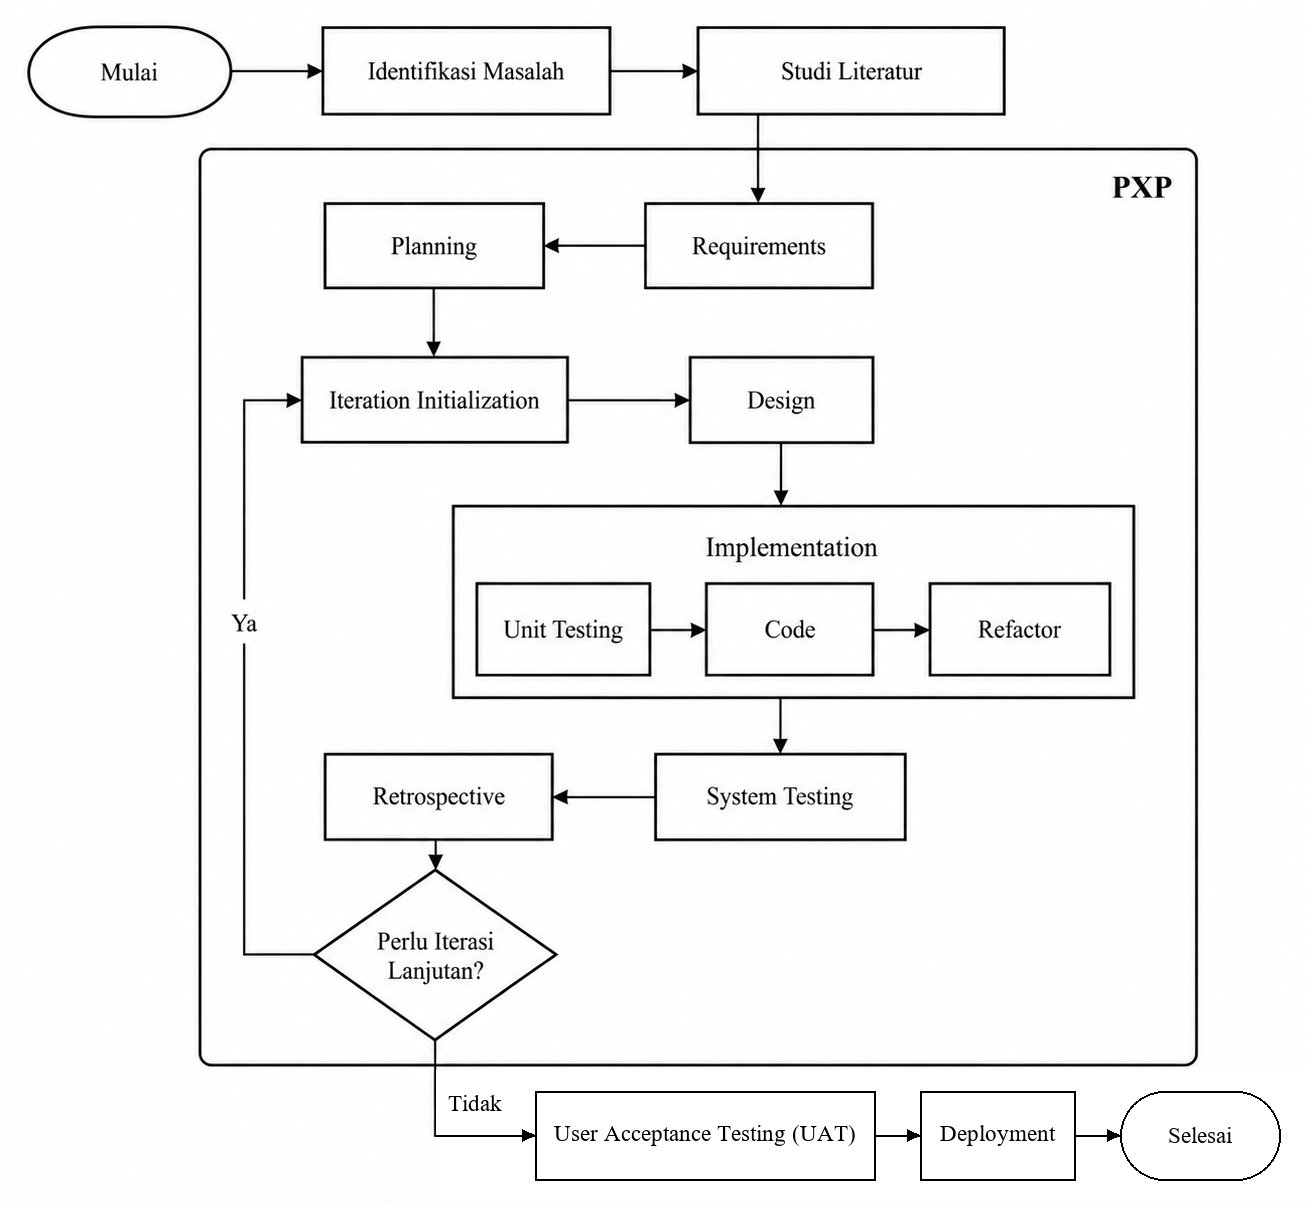 Mulai
Identifikasi Masalah
Studi Literatur
PXP
Planning
Requirements
Iteration Initialization
Design
Implementation
Unit Testing
Code
Refactor
Ya
Retrospective
System Testing
Perlu Iterasi
Lanjutan?
Tidak
User Acceptance Testing (UAT)
Deployment
Selesai